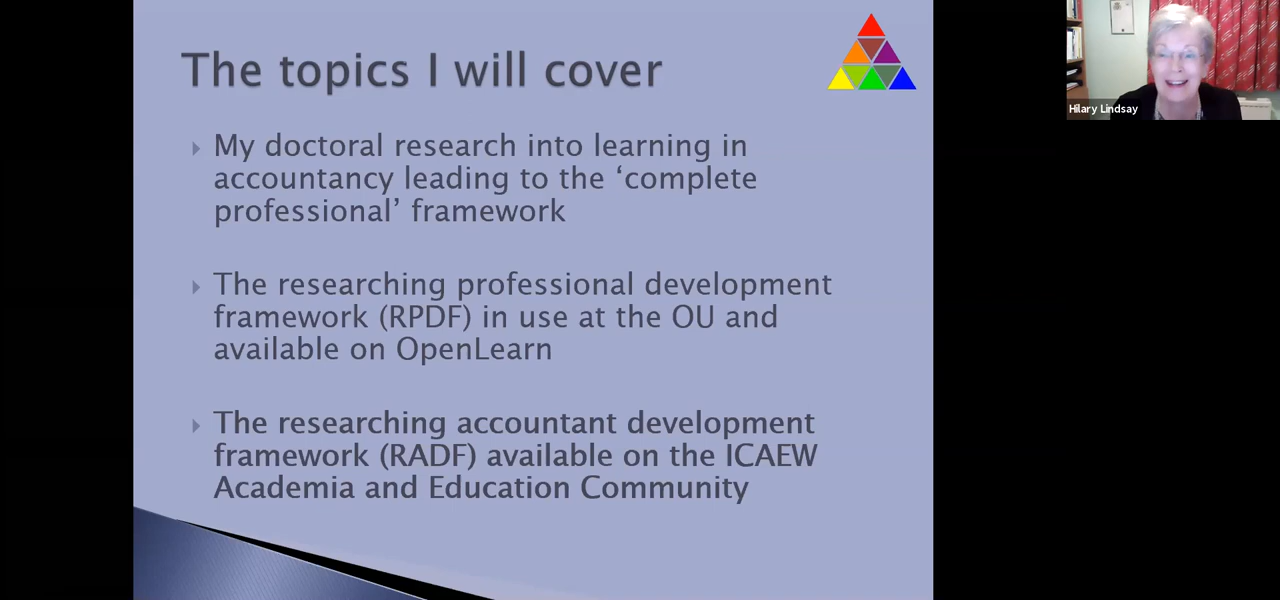 The topics I will cover
My doctoral research into learning in
accountancy leading to the ‘complete
professional’ framework
The researching professional development
framework (RPDF) in use at the OU and
available on OpenLearn
The researching accountant development
framework (RADF) available on the ICAEW
Academia and Education Community
Hilary Lindsay